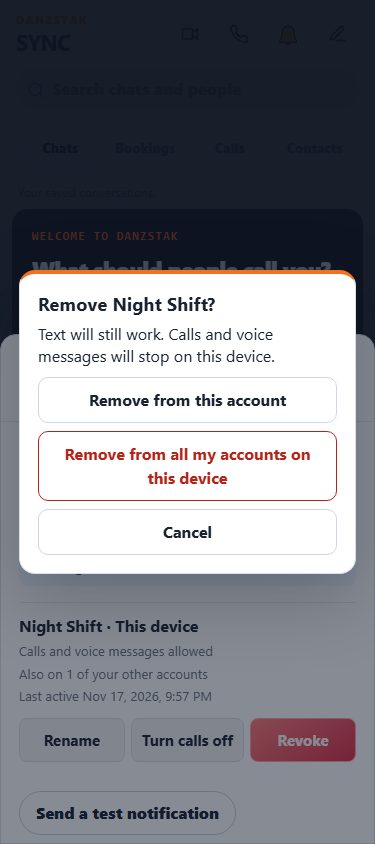 DANZSTAK
SYNC
Search chats and people
Chats Bookings Calls Contacts
Your called conversations
WELCOME TO DANZSTAK
What should people call you?
Remove Night Shift?
Text will still work. Calls and voice
messages will stop on this device.
Remove from this account
Remove from all my accounts on
this device
Cancel
Night Shift · This device
Calls and voice messages allowed
Also on 1 of your other accounts
Last active Nov 17, 2026, 9:57 PM
Rename Turn calls off Revoke
Send a test notification